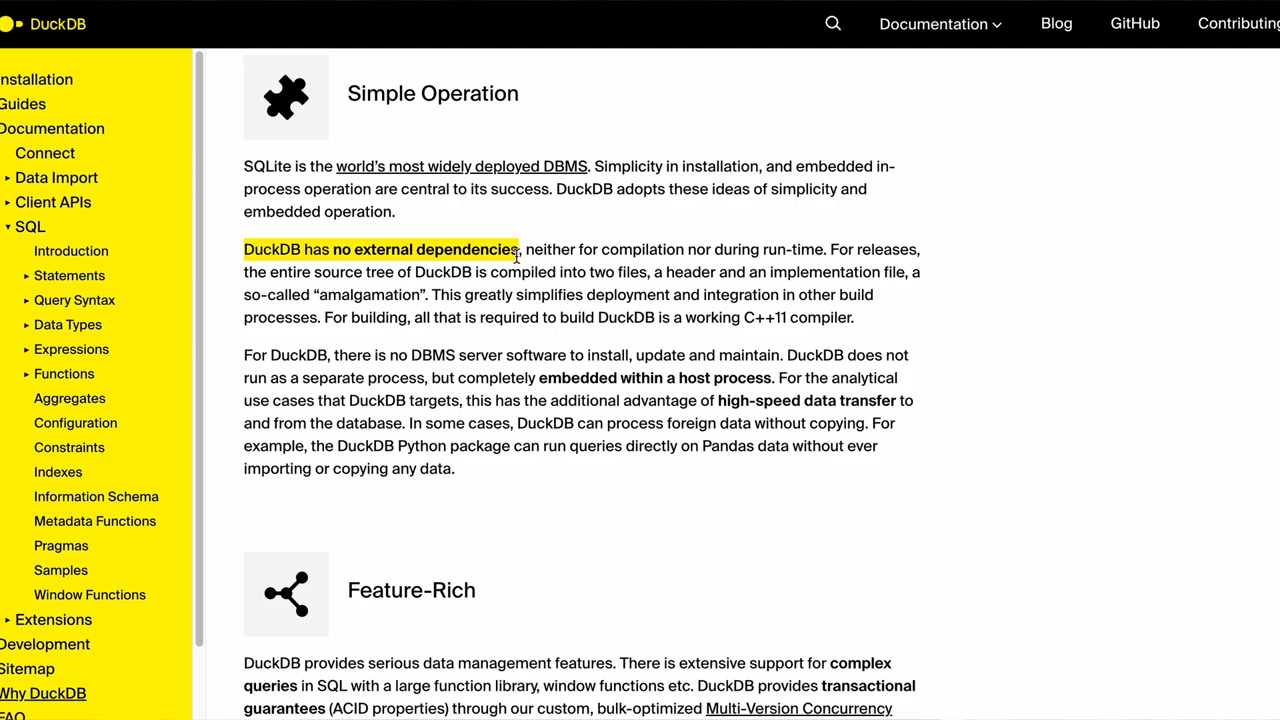 DuckDB
Documentation
Blog
GitHub
Contributing
nstallation
Guides
Documentation
Connect
Data Import
Client APIs
SQL
Introduction
Statements
Query Syntax
Data Types
Expressions
Functions
Aggregates
Configuration
Constraints
Indexes
Information Schema
Metadata Functions
Pragmas
Samples
Window Functions
Extensions
Development
Sitemap
Why DuckDB
FAQ
Simple Operation
SQLite is the world's most widely deployed DBMS. Simplicity in installation, and embedded in-
process operation are central to its success. DuckDB adopts these ideas of simplicity and
embedded operation.
DuckDB has no external dependencies, neither for compilation nor during run-time. For releases,
the entire source tree of DuckDB is compiled into two files, a header and an implementation file, a
so-called “amalgamation”. This greatly simplifies deployment and integration in other build
processes. For building, all that is required to build DuckDB is a working C++11 compiler.
For DuckDB, there is no DBMS server software to install, update and maintain. DuckDB does not
run as a separate process, but completely embedded within a host process. For the analytical
use cases that DuckDB targets, this has the additional advantage of high-speed data transfer to
and from the database. In some cases, DuckDB can process foreign data without copying. For
example, the DuckDB Python package can run queries directly on Pandas data without ever
importing or copying any data.
Feature-Rich
DuckDB provides serious data management features. There is extensive support for complex
queries in SQL with a large function library, window functions etc. DuckDB provides transactional
guarantees (ACID properties) through our custom, bulk-optimized Multi-Version Concurrency